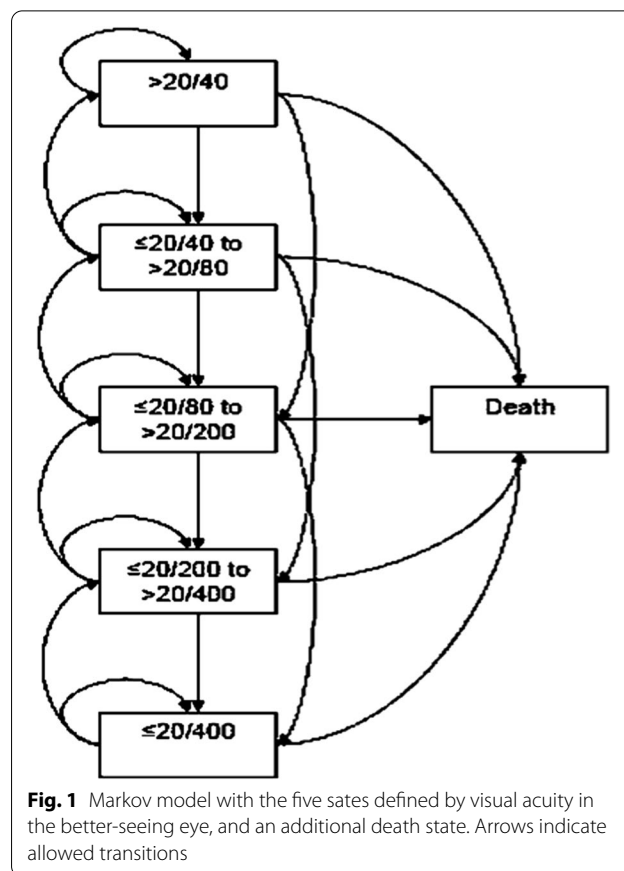 >20/40
≤20/40 to
>20/80
≤20/80 to
>20/200
Death
≤20/200 to
>20/400
≤20/400
Fig. 1 Markov model with the five sates defined by visual acuity in
the better-seeing eye, and an additional death state. Arrows indicate
allowed transitions